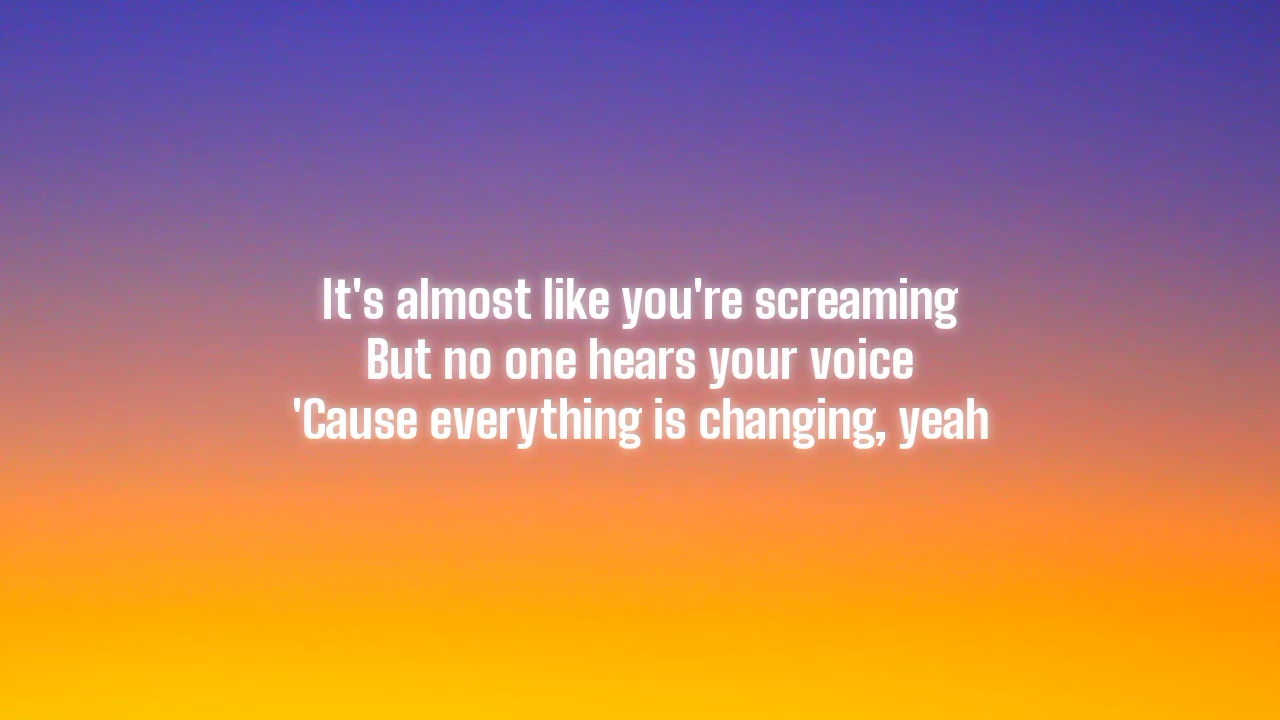 It's almost like you're screaming
But no one hears your voice
'Cause everything is changing, yeah